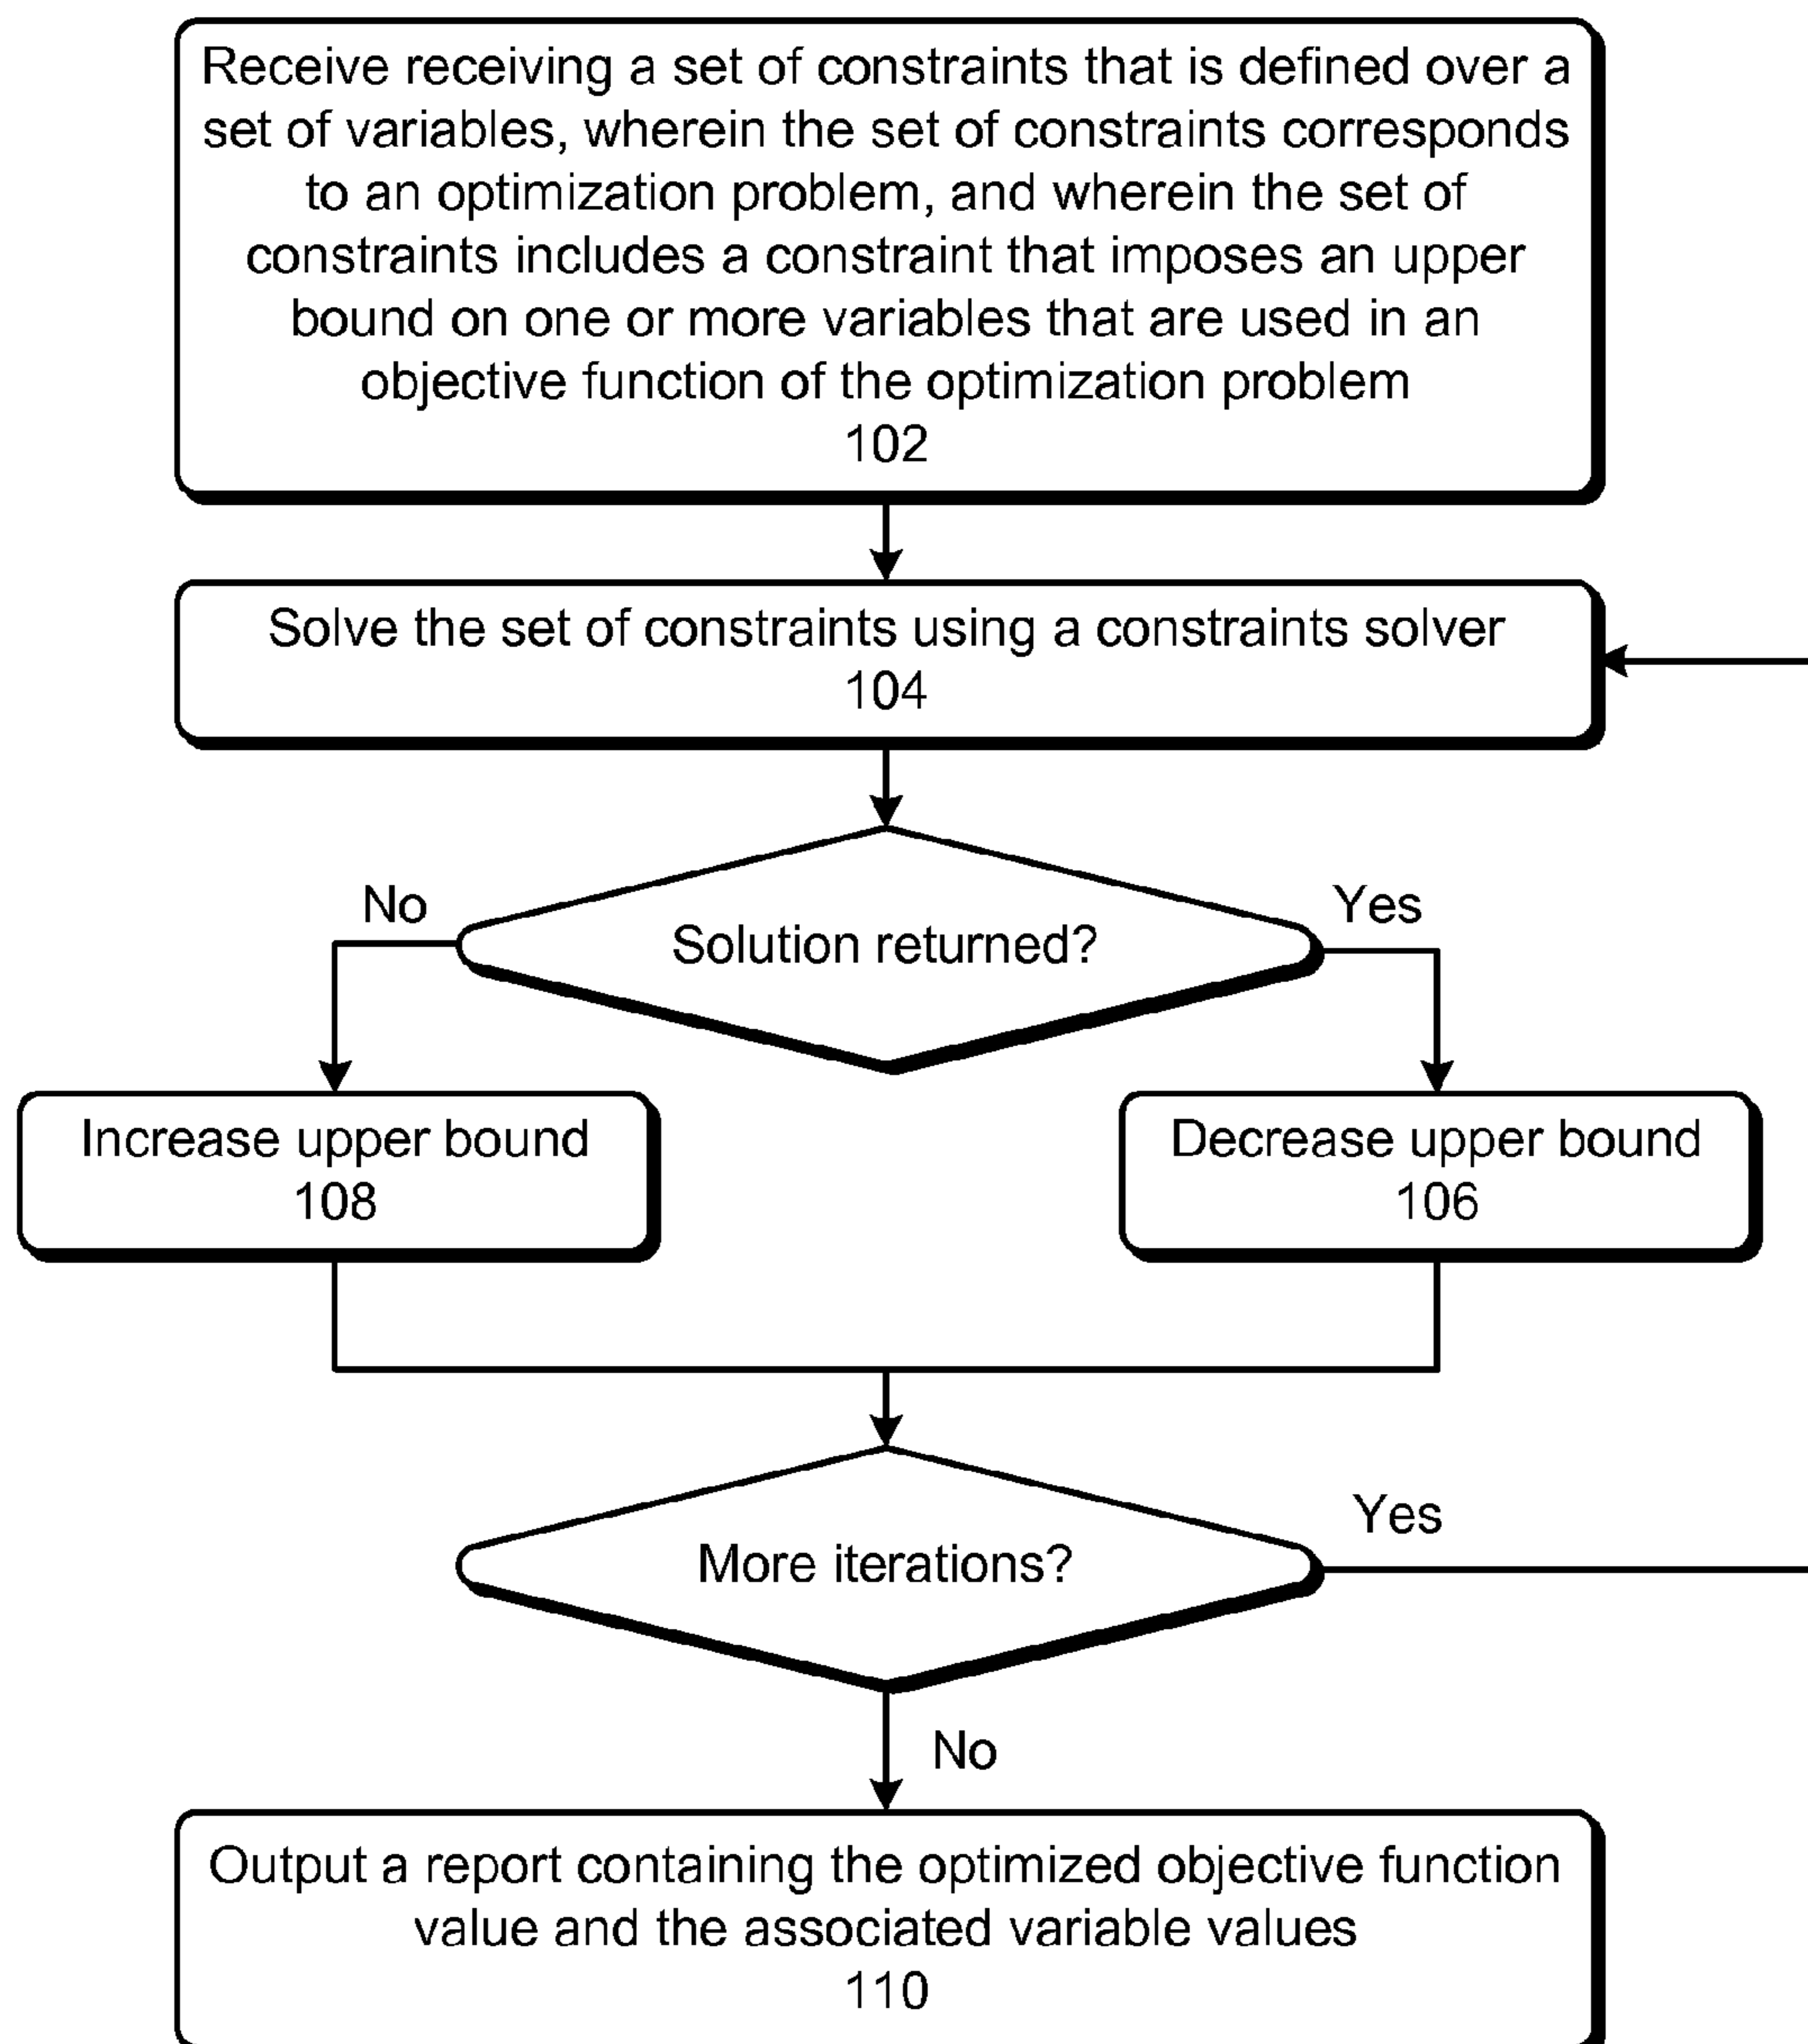 Receive receiving a set of constraints that is defined over a
set of variables, wherein the set of constraints corresponds
to an optimization problem, and wherein the set of
constraints includes a constraint that imposes an upper
bound on one or more variables that are used in an
objective function of the optimization problem
102
Solve the set of constraints using a constraints solver
104
Solution returned?
No
Yes
Increase upper bound
108
Decrease upper bound
106
More iterations?
Yes
No
Output a report containing the optimized objective function
value and the associated variable values
110